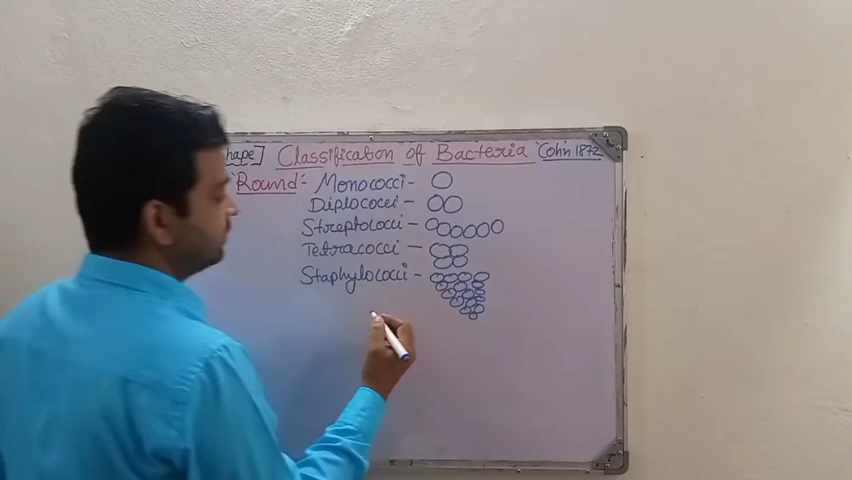 hape] Classification of Bacteria 'Cohn' 1872
'Round':- Monococci-
Diplococci -
Streptococci -
Tetracocci -
Staphylococci -